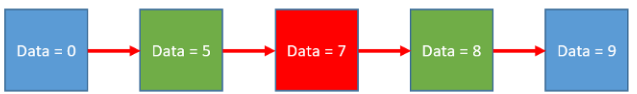 Data = 0 Data = 5 Data = 7 Data = 8 Data = 9